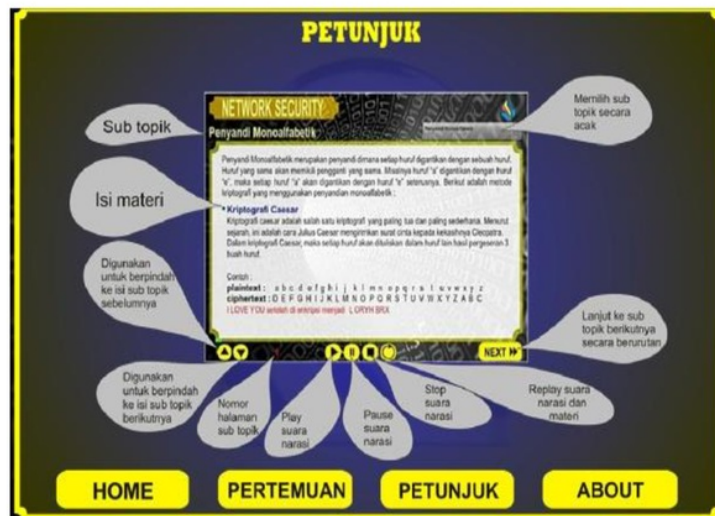 PETUNJUK
Sub topik
Memilih sub
topik secara
acak
NETWORK SECURITY
Penyandi Monoalfabetik
Isi materi
Penyandi Monoalfabetik merupakan penyandi dimana setiap huruf digantikan dengan sebuah huruf.
Huruf yang sama akan memiliki pengganti yang sama. Misalnya huruf "a" digantikan dengan huruf
"e", maka setiap huruf "a" akan digantikan dengan huruf "e" seterusnya. Berikut adalah metode
kriptografi yang menggunakan penyandian monoalfabetik :
• Kriptografi Caesar
Kriptografi caesar adalah salah satu kriptografi yang paling tua dan paling sederhana. Menurut
sejarah, ini adalah cara Julius Caesar mengirimkan surat cinta kepada kekasihnya Cleopatra.
Dalam kriptografi Caesar, maka setiap huruf akan dituliskan dalam huruf lain hasil pergeseran 3
buah huruf.
Contoh :
plaintext : a b c d e f g h i j k l m n o p q r s t u v w x y z
ciphertext : D E F G H I J K L M N O P Q R S T U V W X Y Z A B C
I LOVE YOU setelah di enkripsi menjadi L ORYH BRX
Digunakan
untuk berpindah
ke isi sub topik
sebelumnya
Lanjut ke sub
topik berikutnya
secara berurutan
NEXT
Digunakan
untuk berpindah
ke isi sub topik
berikutnya
Nomor
halaman
sub topik
Play
suara
narasi
Pause
suara
narasi
Stop
suara
narasi
Replay suara
narasi dan
materi
HOME
PERTEMUAN
PETUNJUK
ABOUT